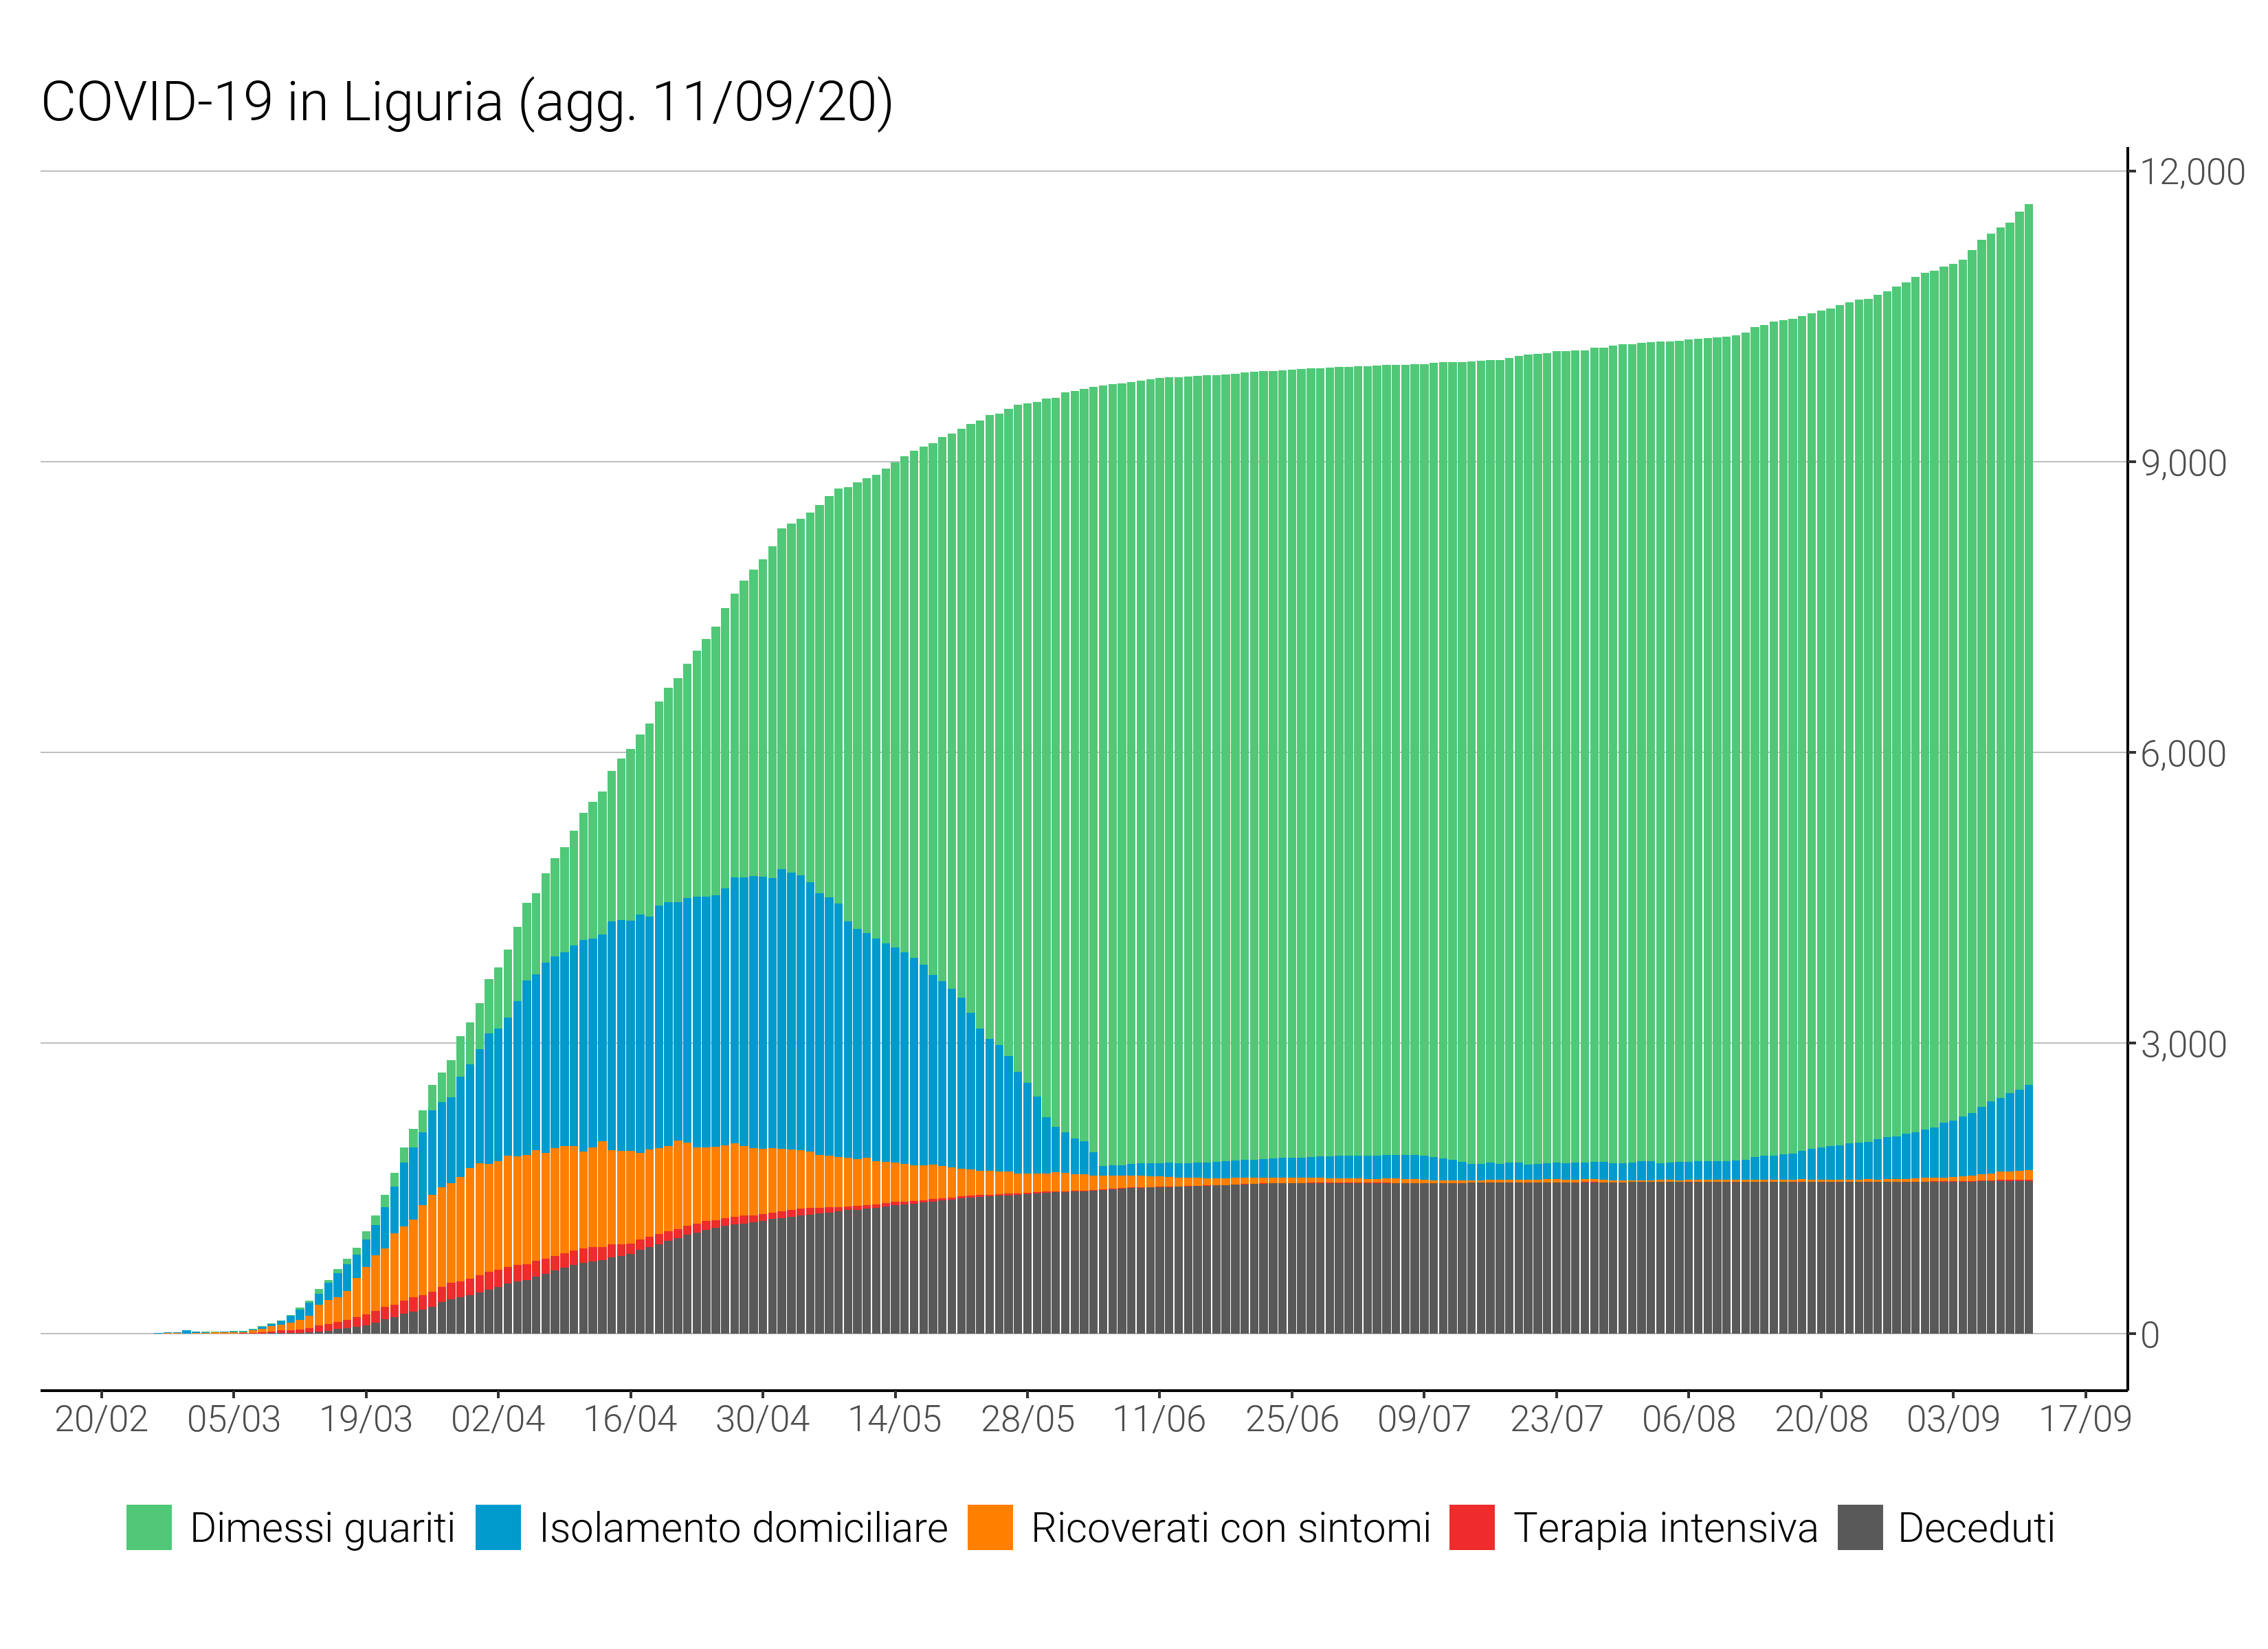 COVID-19 in Liguria (agg. 11/09/20)
12,000
9,000
6,000
3,000
0
20/02 05/03 19/03 02/04 16/04 30/04 14/05 28/05 11/06 25/06 09/07 23/07 06/08 20/08 03/09 17/09
Dimessi guariti Isolamento domiciliare Ricoverati con sintomi Terapia intensiva Deceduti